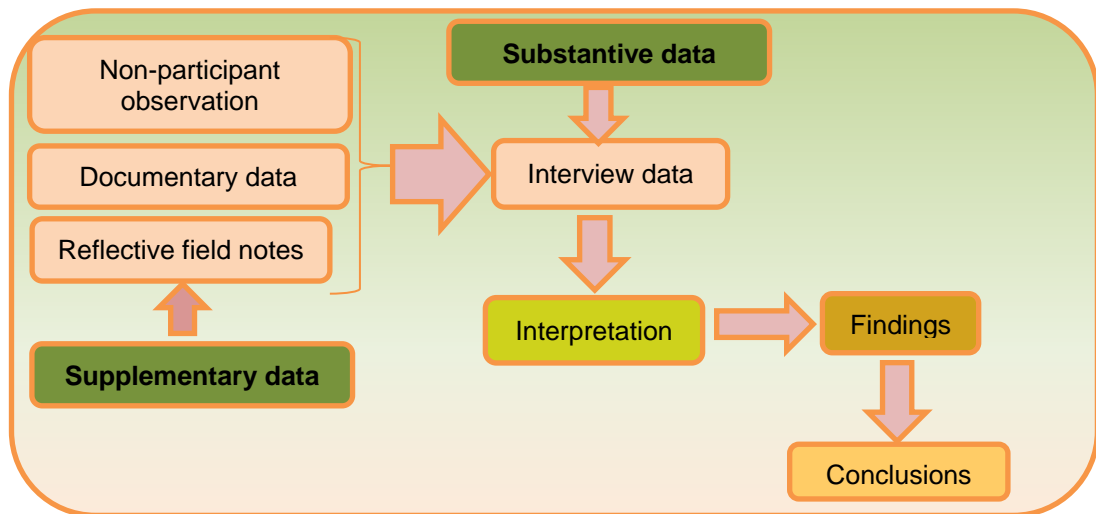 Non-participant
observation
Documentary data
Reflective field notes
Supplementary data
Substantive data
Interview data
Interpretation
Findings
Conclusions